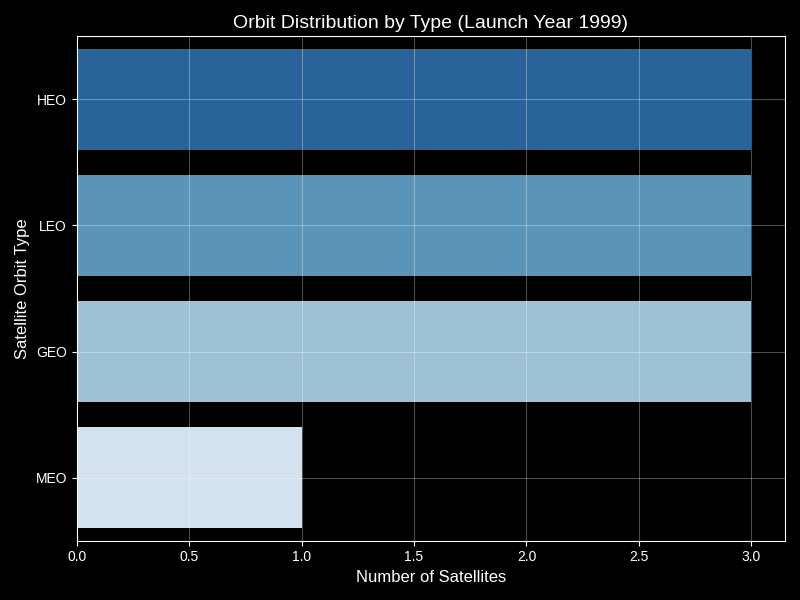 Orbit Distribution by Type (Launch Year 1999)
Satellite Orbit Type
HEO
LEO
GEO
MEO
0.0 0.5 1.0 1.5 2.0 2.5 3.0
Number of Satellites